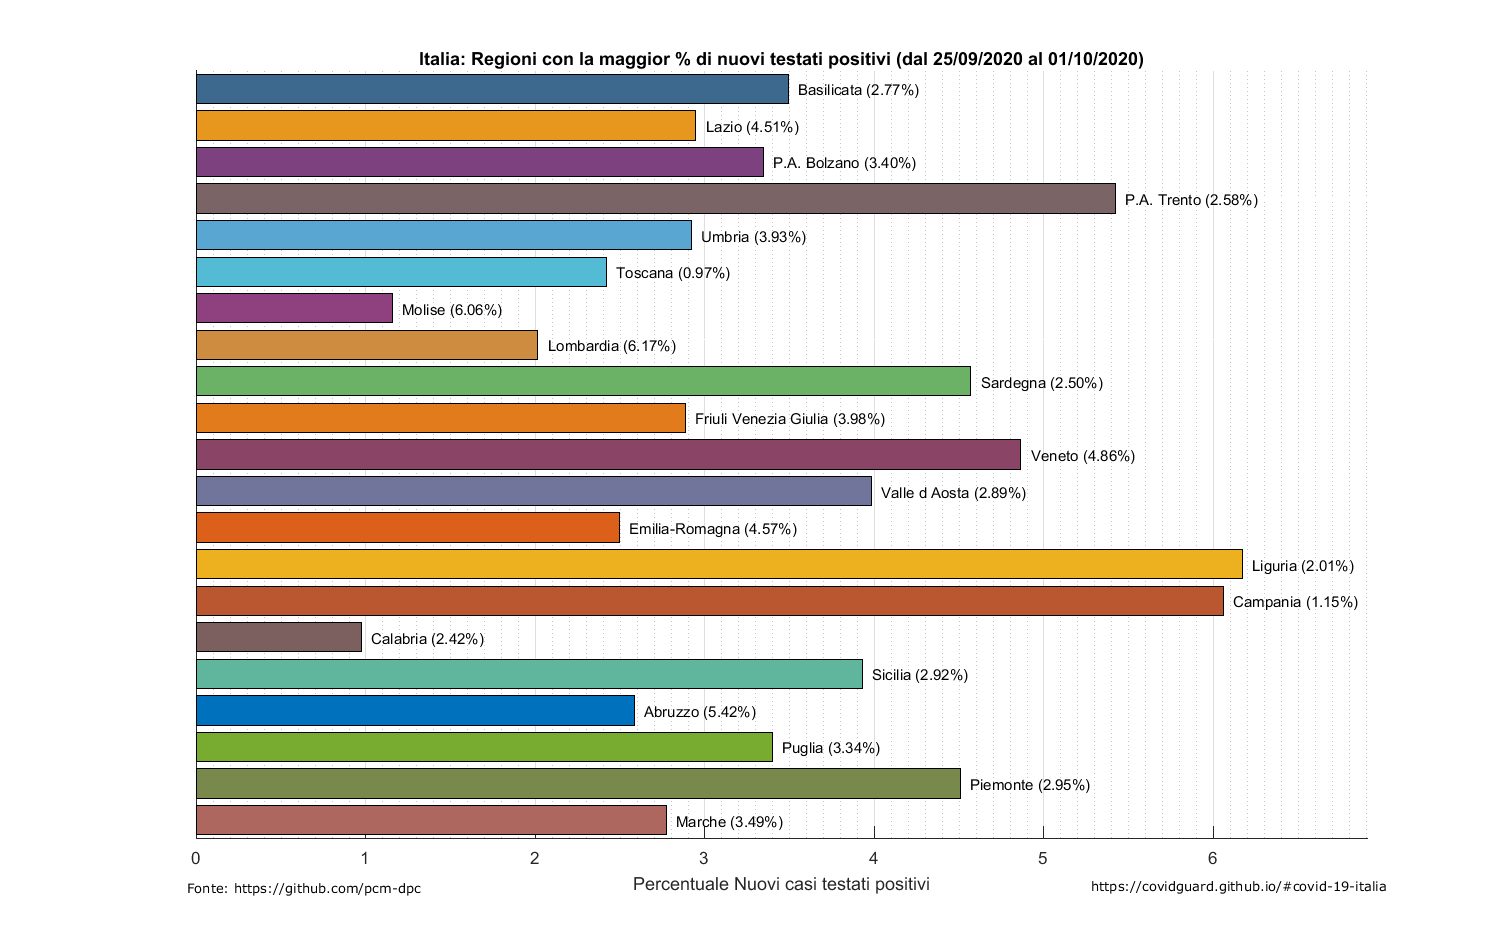 Italia: Regioni con la maggior % di nuovi testati positivi (dal 25/09/2020 al 01/10/2020)
Basilicata (2.77%)
Lazio (4.51%)
P.A. Bolzano (3.40%)
P.A. Trento (2.58%)
Umbria (3.93%)
Toscana (0.97%)
Molise (6.06%)
Lombardia (6.17%)
Sardegna (2.50%)
Friuli Venezia Giulia (3.98%)
Veneto (4.86%)
Valle d Aosta (2.89%)
Emilia-Romagna (4.57%)
Liguria (2.01%)
Campania (1.15%)
Calabria (2.42%)
Sicilia (2.92%)
Abruzzo (5.42%)
Puglia (3.34%)
Piemonte (2.95%)
Marche (3.49%)
0 1 2 3 4 5 6
Percentuale Nuovi casi testati positivi
Fonte: https://github.com/pcm-dpc
https://covidguard.github.io/#covid-19-italia